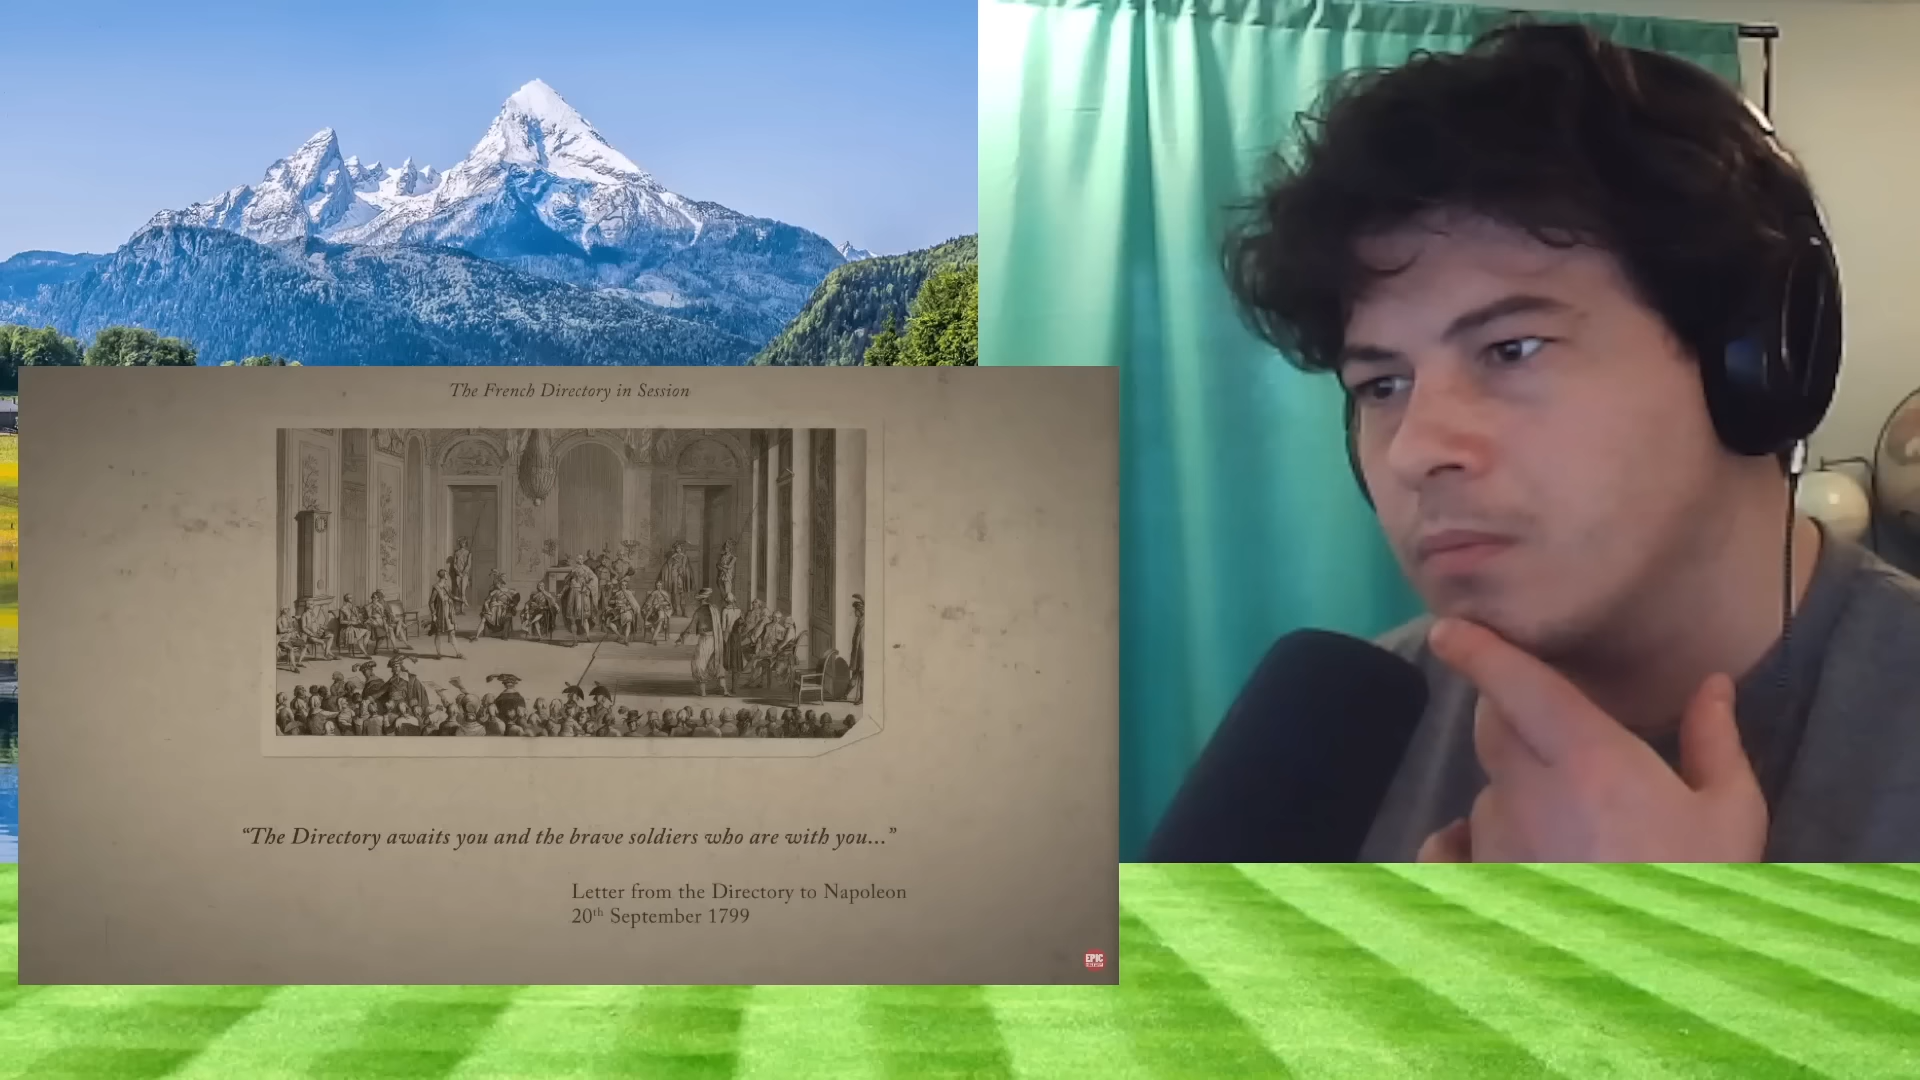 The French Directory in Session
“The Directory awaits you and the brave soldiers who are with you...”
Letter from the Directory to Napoleon
20th September 1799
EPIC